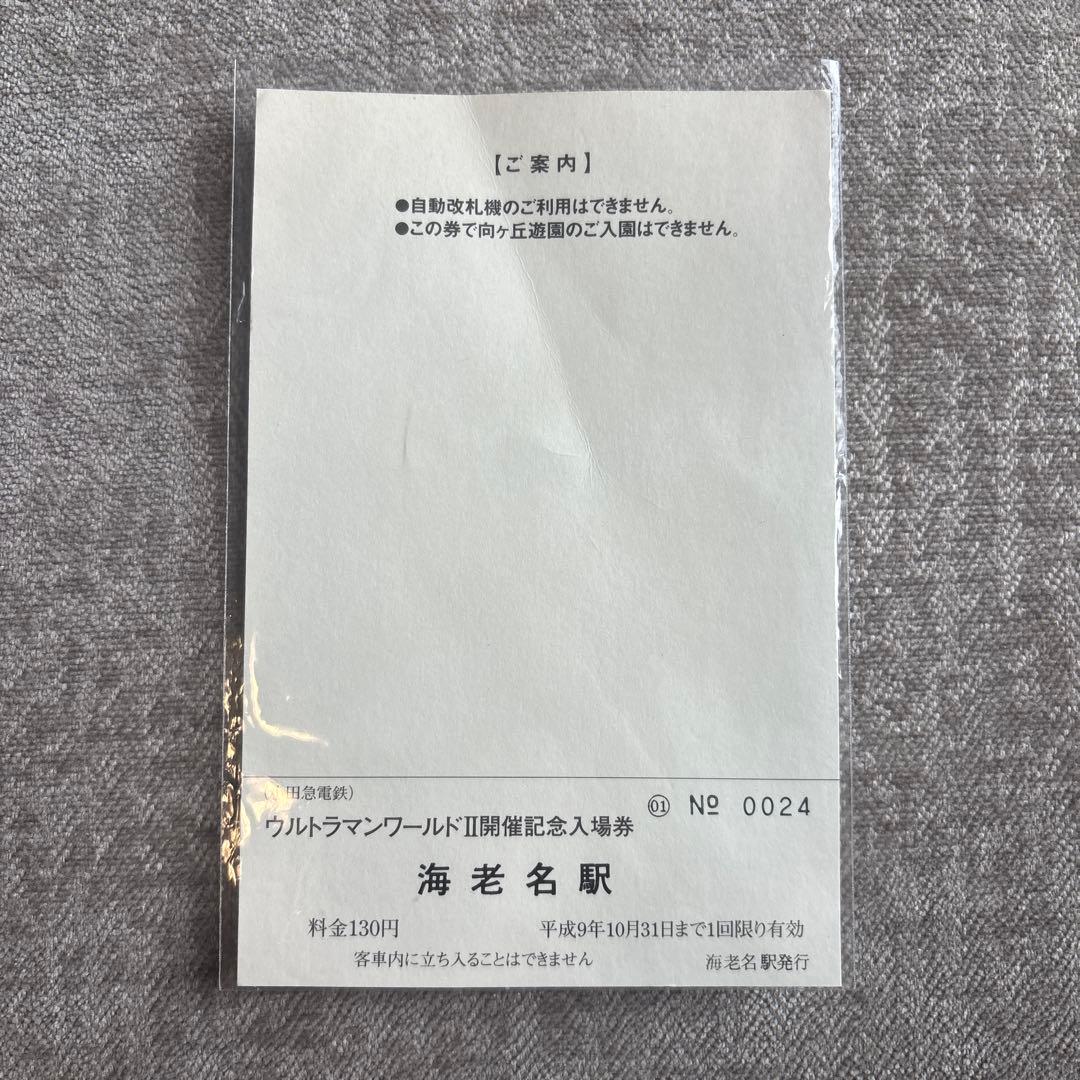 【ご案内】
●自動改札機のご利用はできません。
●この券で向ヶ丘遊園のご入園はできません。
(小田急電鉄)
ウルトラマンワールドII開催記念入場券
01 № 0024
海老名駅
料金130円 平成9年10月31日まで1回限り有効
客車内に立ち入ることはできません 海老名駅発行